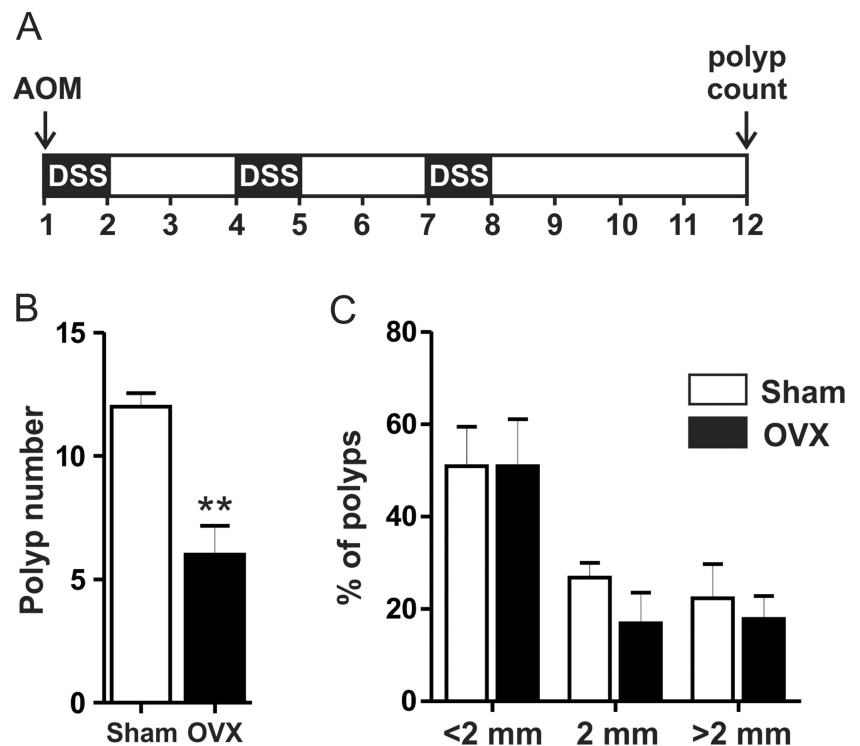 A
AOM
polyp
count
DSS DSS DSS
1 2 3 4 5 6 7 8 9 10 11 12
B
Polyp number
15
10
5
0
**
Sham OVX
C
% of polyps
80
60
40
20
0
Sham
OVX
<2 mm 2 mm >2 mm